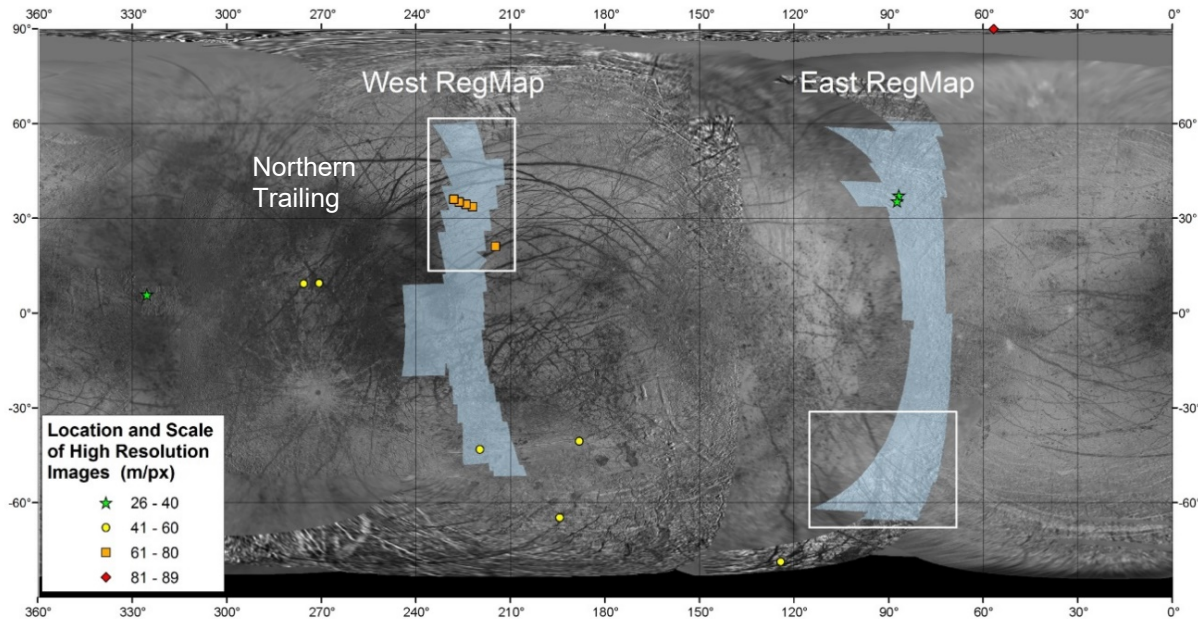 360° 330° 300° 270° 240° 210° 180° 150° 120° 90° 60° 30° 0°
90° 90°
West RegMap East RegMap
60° 60°
Northern
Trailing
30° 30°
0° 0°
-30° -30°
Location and Scale
of High Resolution
Images (m/px)
26 - 40
41 - 60
61 - 80
81 - 89
-60° -60°
360° 330° 300° 270° 240° 210° 180° 150° 120° 90° 60° 30° 0°